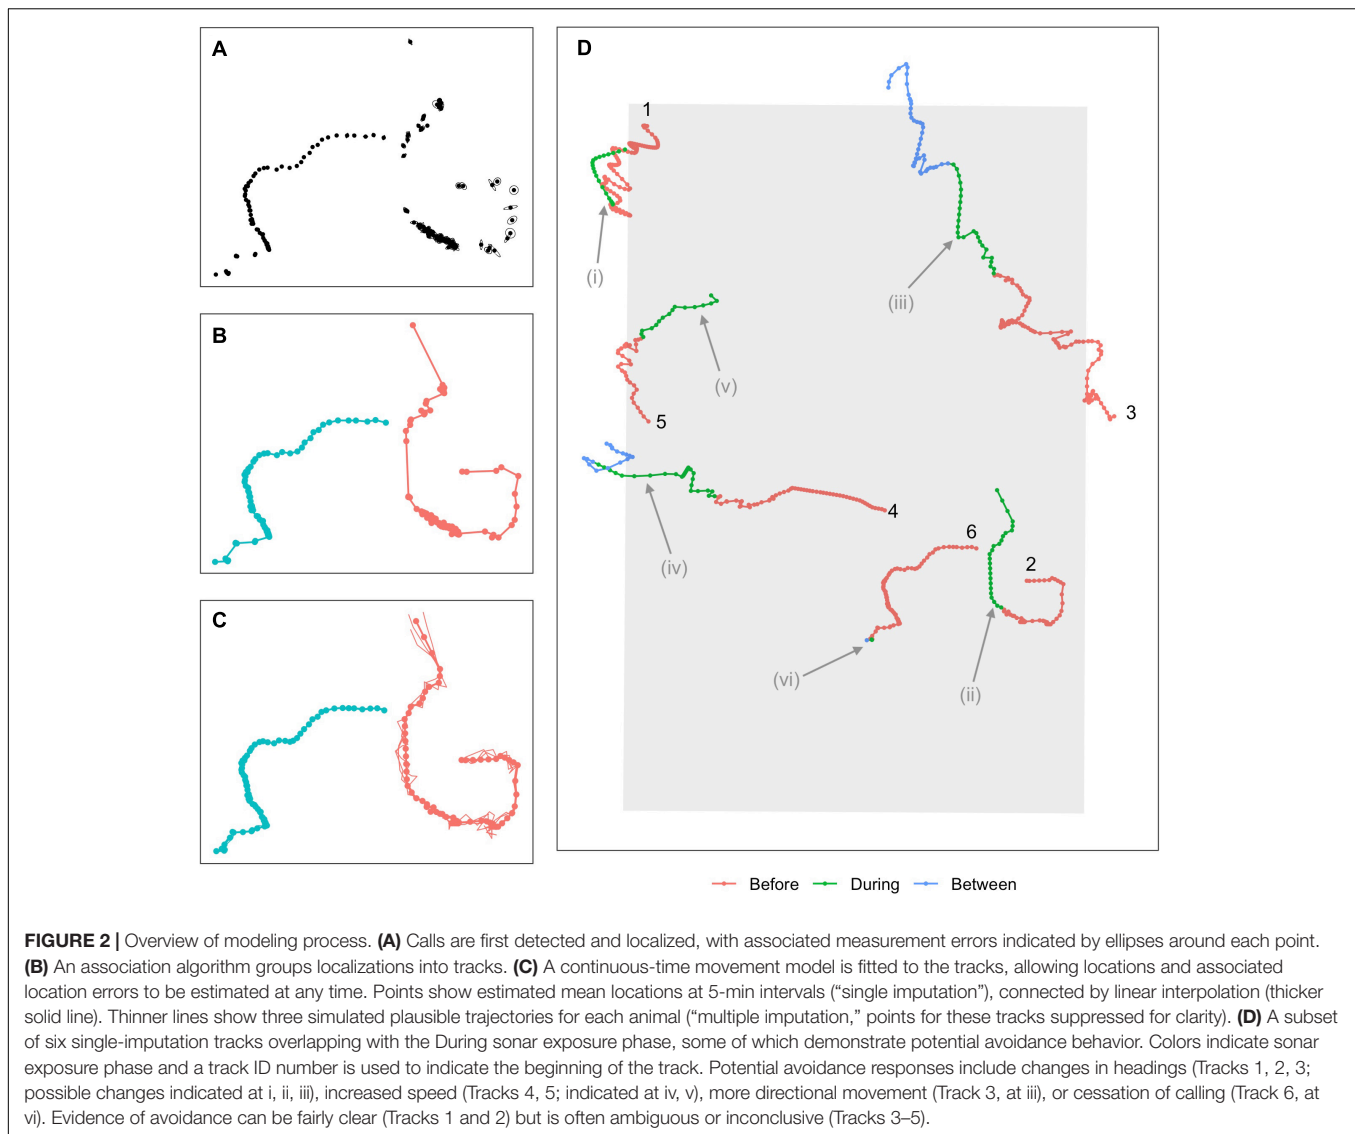 A
B
C
D
1
(i)
(iii)
(v)
5
3
4
(iv)
6
2
(vi)
(ii)
Before During Between
FIGURE 2 | Overview of modeling process. (A) Calls are first detected and localized, with associated measurement errors indicated by ellipses around each point.
(B) An association algorithm groups localizations into tracks. (C) A continuous-time movement model is fitted to the tracks, allowing locations and associated
location errors to be estimated at any time. Points show estimated mean locations at 5-min intervals (“single imputation”), connected by linear interpolation (thicker
solid line). Thinner lines show three simulated plausible trajectories for each animal (“multiple imputation,” points for these tracks suppressed for clarity). (D) A subset
of six single-imputation tracks overlapping with the During sonar exposure phase, some of which demonstrate potential avoidance behavior. Colors indicate sonar
exposure phase and a track ID number is used to indicate the beginning of the track. Potential avoidance responses include changes in headings (Tracks 1, 2, 3;
possible changes indicated at i, ii, iii), increased speed (Tracks 4, 5; indicated at iv, v), more directional movement (Track 3, at iii), or cessation of calling (Track 6, at
vi). Evidence of avoidance can be fairly clear (Tracks 1 and 2) but is often ambiguous or inconclusive (Tracks 3–5).